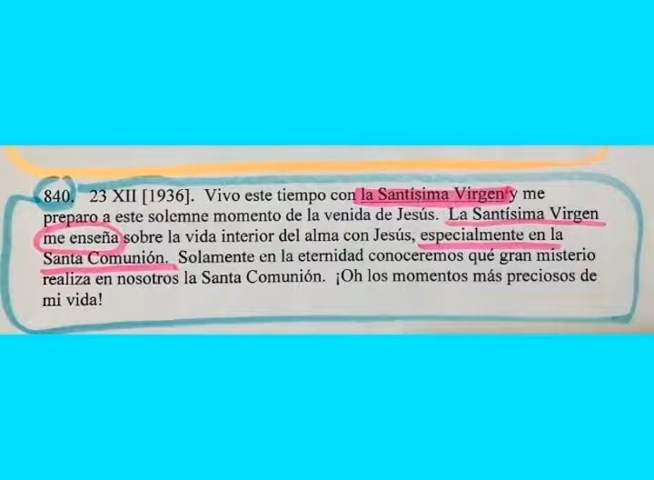 840. 23 XII [1936]. Vivo este tiempo con la Santísima Virgen y me
preparo a este solemne momento de la venida de Jesús. La Santísima Virgen
me enseña sobre la vida interior del alma con Jesús, especialmente en la
Santa Comunión. Solamente en la eternidad conoceremos qué gran misterio
realiza en nosotros la Santa Comunión. ¡Oh los momentos más preciosos de
mi vida!